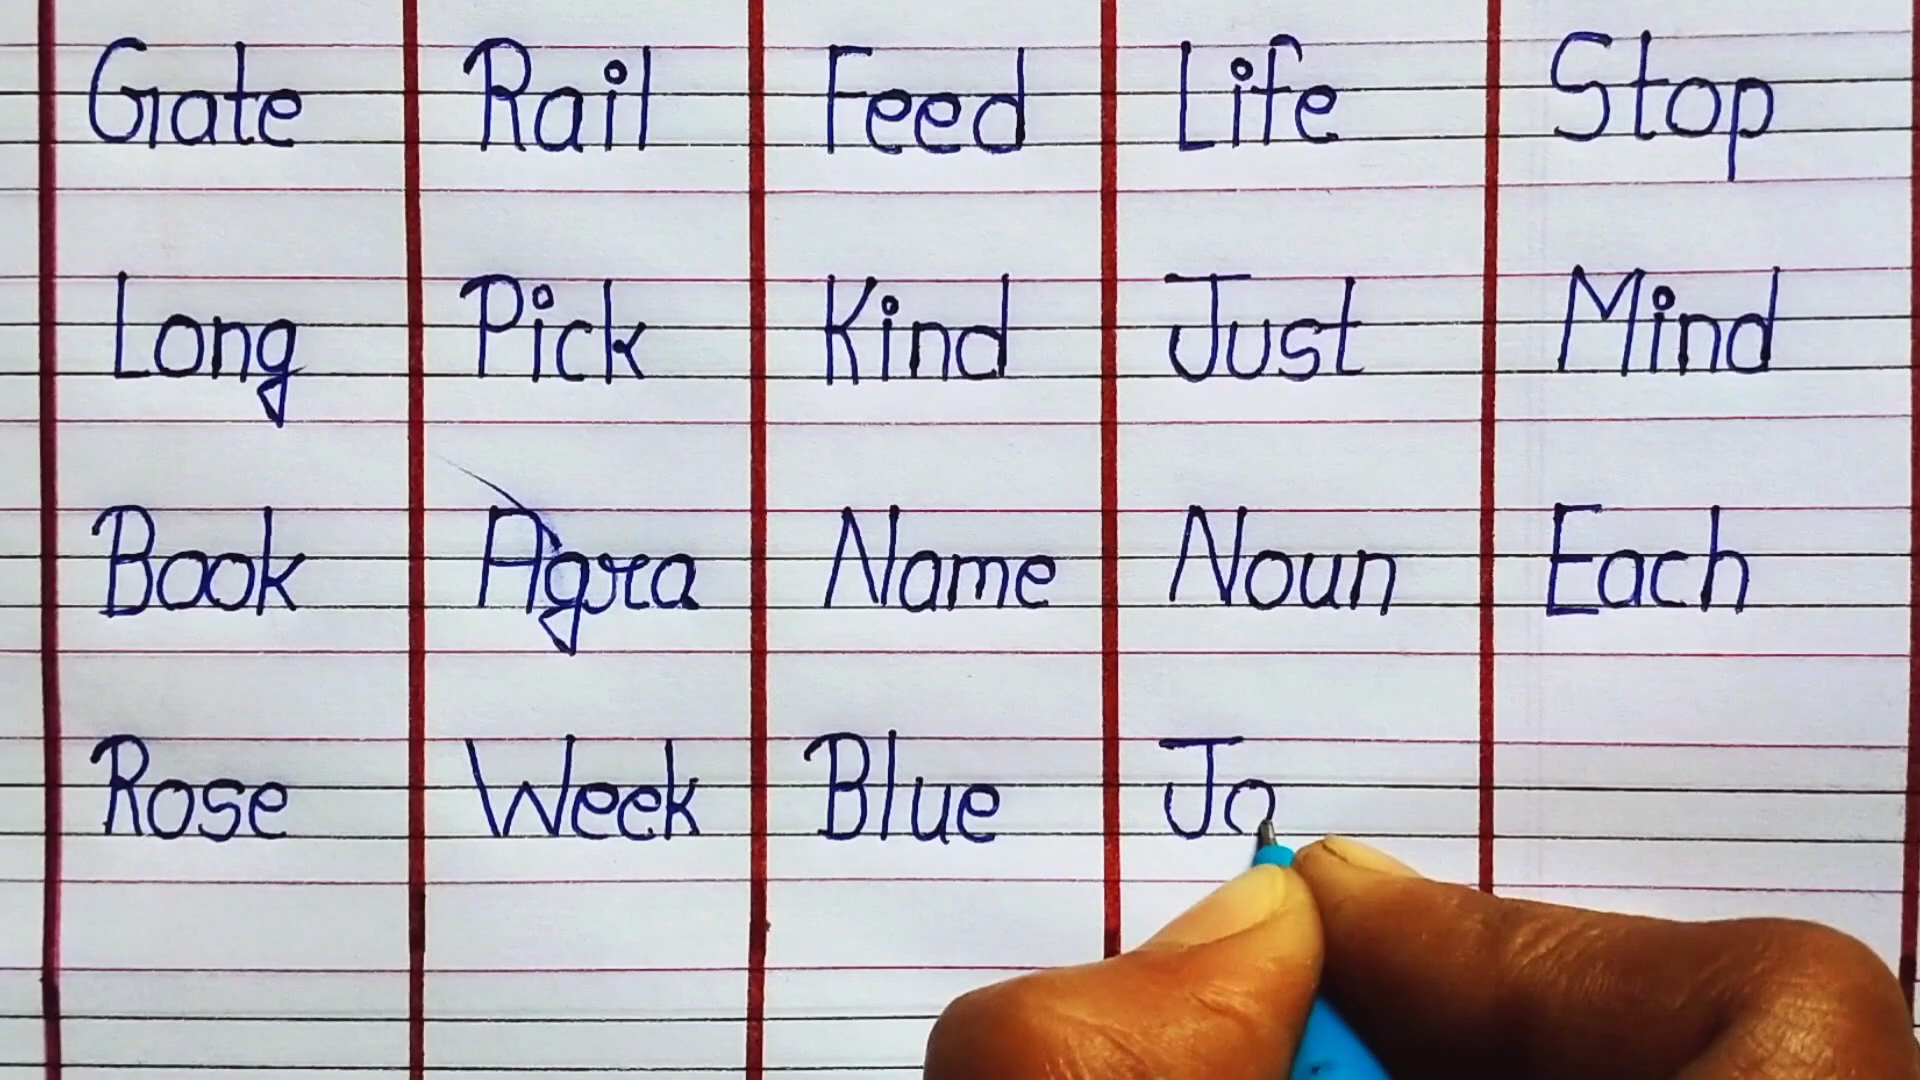 Gate Rail Feed Life Stop
Long Pick Kind Just Mind
Book Agra Name Noun Each
Rose Week Blue Jo